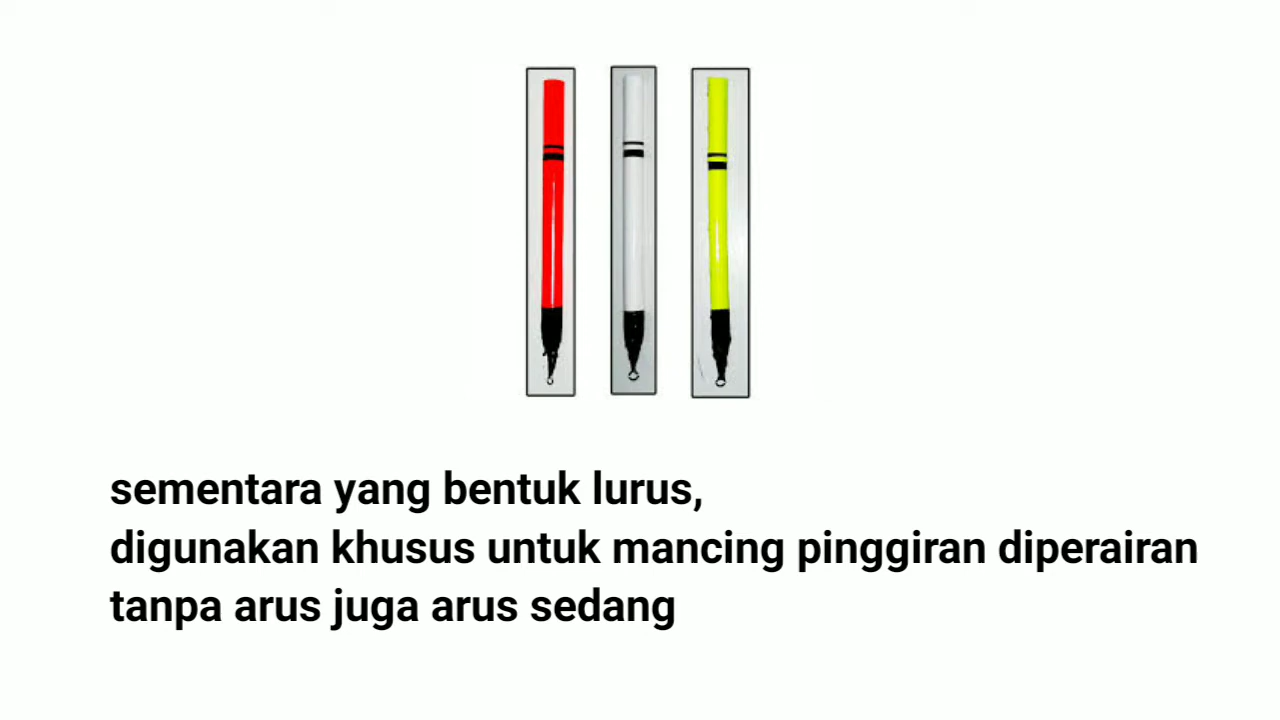 sementara yang bentuk lurus,
digunakan khusus untuk mancing pinggiran diperairan
tanpa arus juga arus sedang